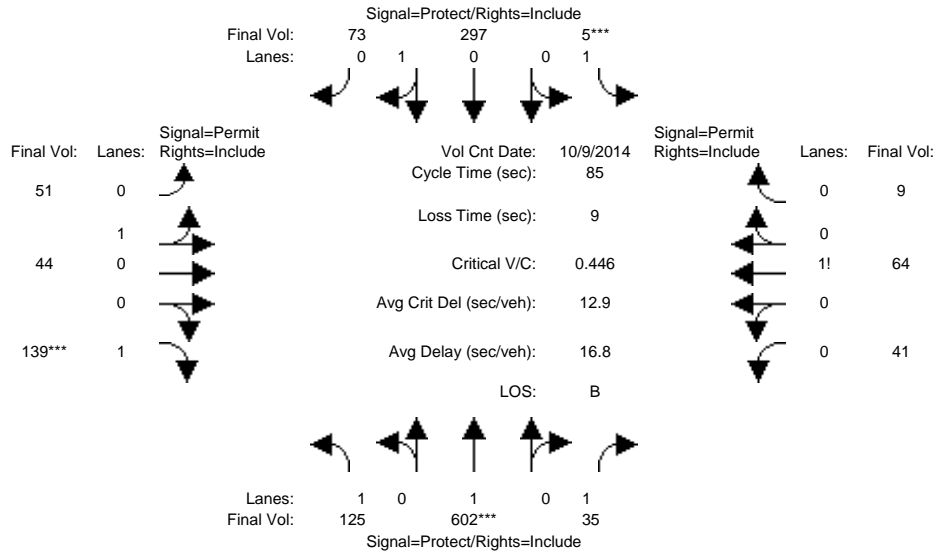 Signal=Protect/Rights=Include
Final Vol: 73 297 5***
Lanes: 0 1 0 0 1
Signal=Permit Signal=Permit
Final Vol: Lanes: Rights=Include Vol Cnt Date: 10/9/2014 Rights=Include Lanes: Final Vol:
Cycle Time (sec): 85
51 0 0 9
Loss Time (sec): 9
1 0
44 0 Critical V/C: 0.446 1! 64
0 Avg Crit Del (sec/veh): 12.9 0
139*** 1 Avg Delay (sec/veh): 16.8 0 41
LOS: B
Lanes: 1 0 1 0 1
Final Vol: 125 602*** 35
Signal=Protect/Rights=Include